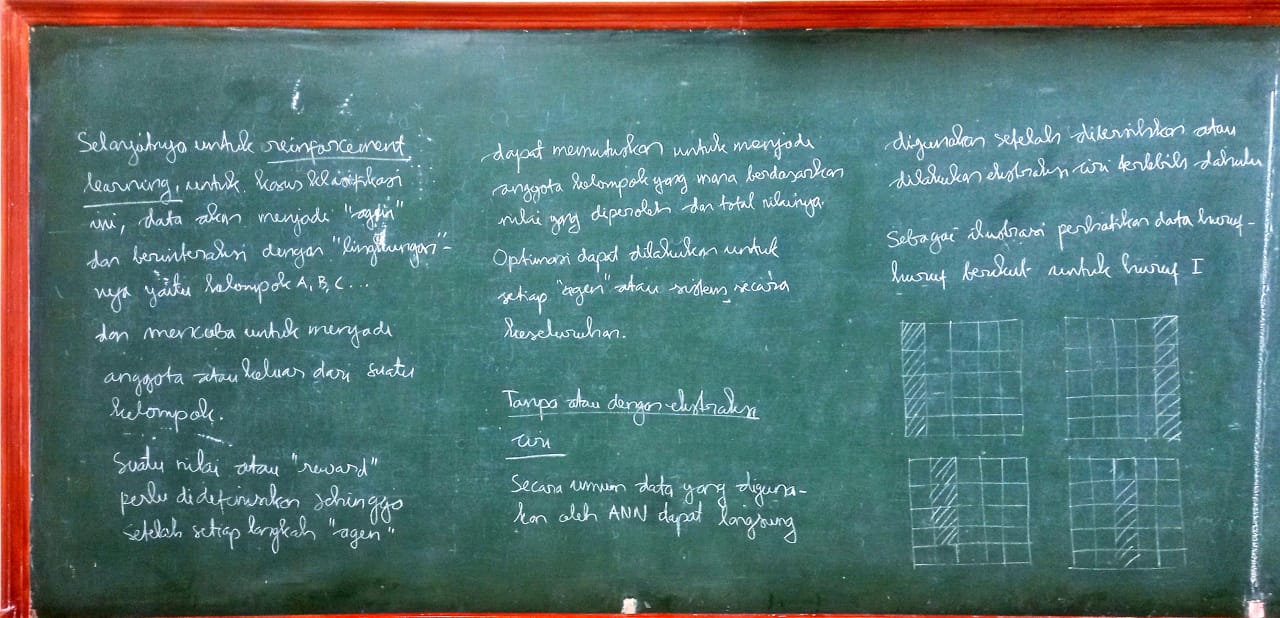 Selanjutnya untuk reinforcement
learning, untuk kasus klasifikasi
ini, data akan menjadi "agen"
dan berinteraksi dengan "lingkungan"-
nya yaitu kelompok A, B, C ...
dan mencoba untuk menjadi
anggota atau keluar dari suatu
kelompok.
Suatu nilai atau "reward"
perlu didefinisikan sehingga
setelah setiap langkah "agen"
dapat memutuskan untuk menjadi
anggota kelompok yang mana berdasarkan
nilai yang diperoleh dan total nilainya.
Optimasi dapat dilakukan untuk
setiap "agen" atau sistem secara
keseluruhan.
Tanpa atau dengan ekstraksi
ciri
Secara umum data yang diguna-
kan oleh ANN dapat langsung
digunakan setelah dibersihkan atau
dilakukan ekstraksi ciri terlebih dahulu
Sebagai ilustrasi perhatikan data huruf-
huruf berikut untuk huruf I